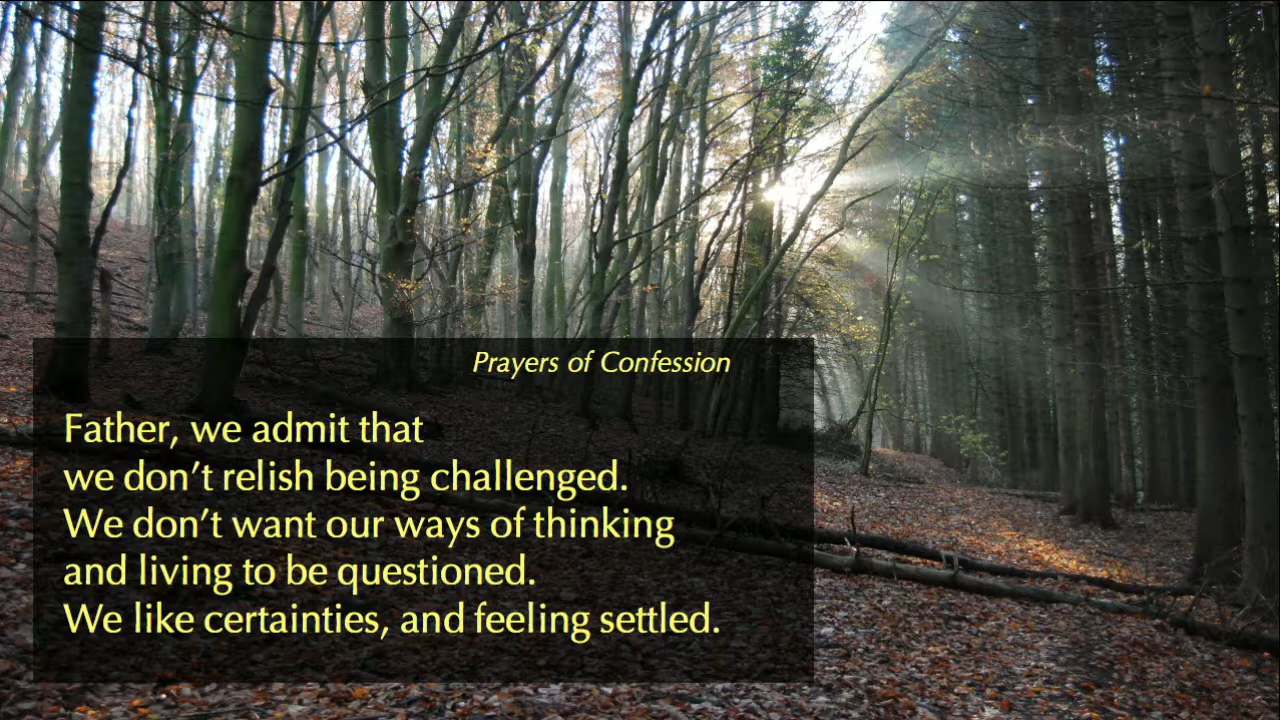 Prayers of Confession
Father, we admit that
we don’t relish being challenged.
We don’t want our ways of thinking
and living to be questioned.
We like certainties, and feeling settled.